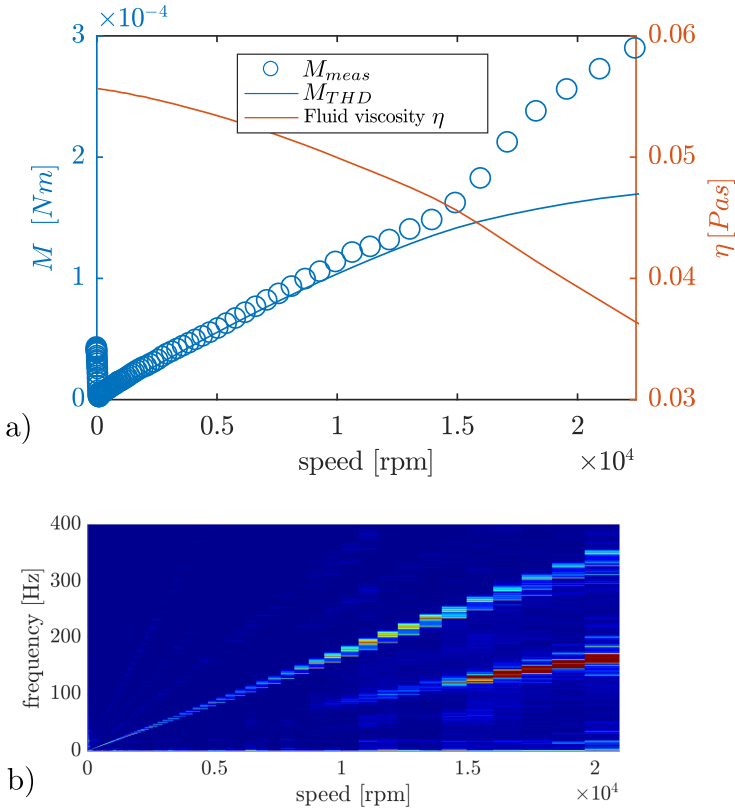 ×10⁻⁴
3
2
1
0
M [Nm]
M_meas
M_THD
Fluid viscosity η
0.06
0.05
0.04
0.03
η[Pas]
0 0.5 1 1.5 2
speed [rpm] ×10⁴
a)
400
300
200
100
0
frequency [Hz]
0 0.5 1 1.5 2
speed [rpm] ×10⁴
b)